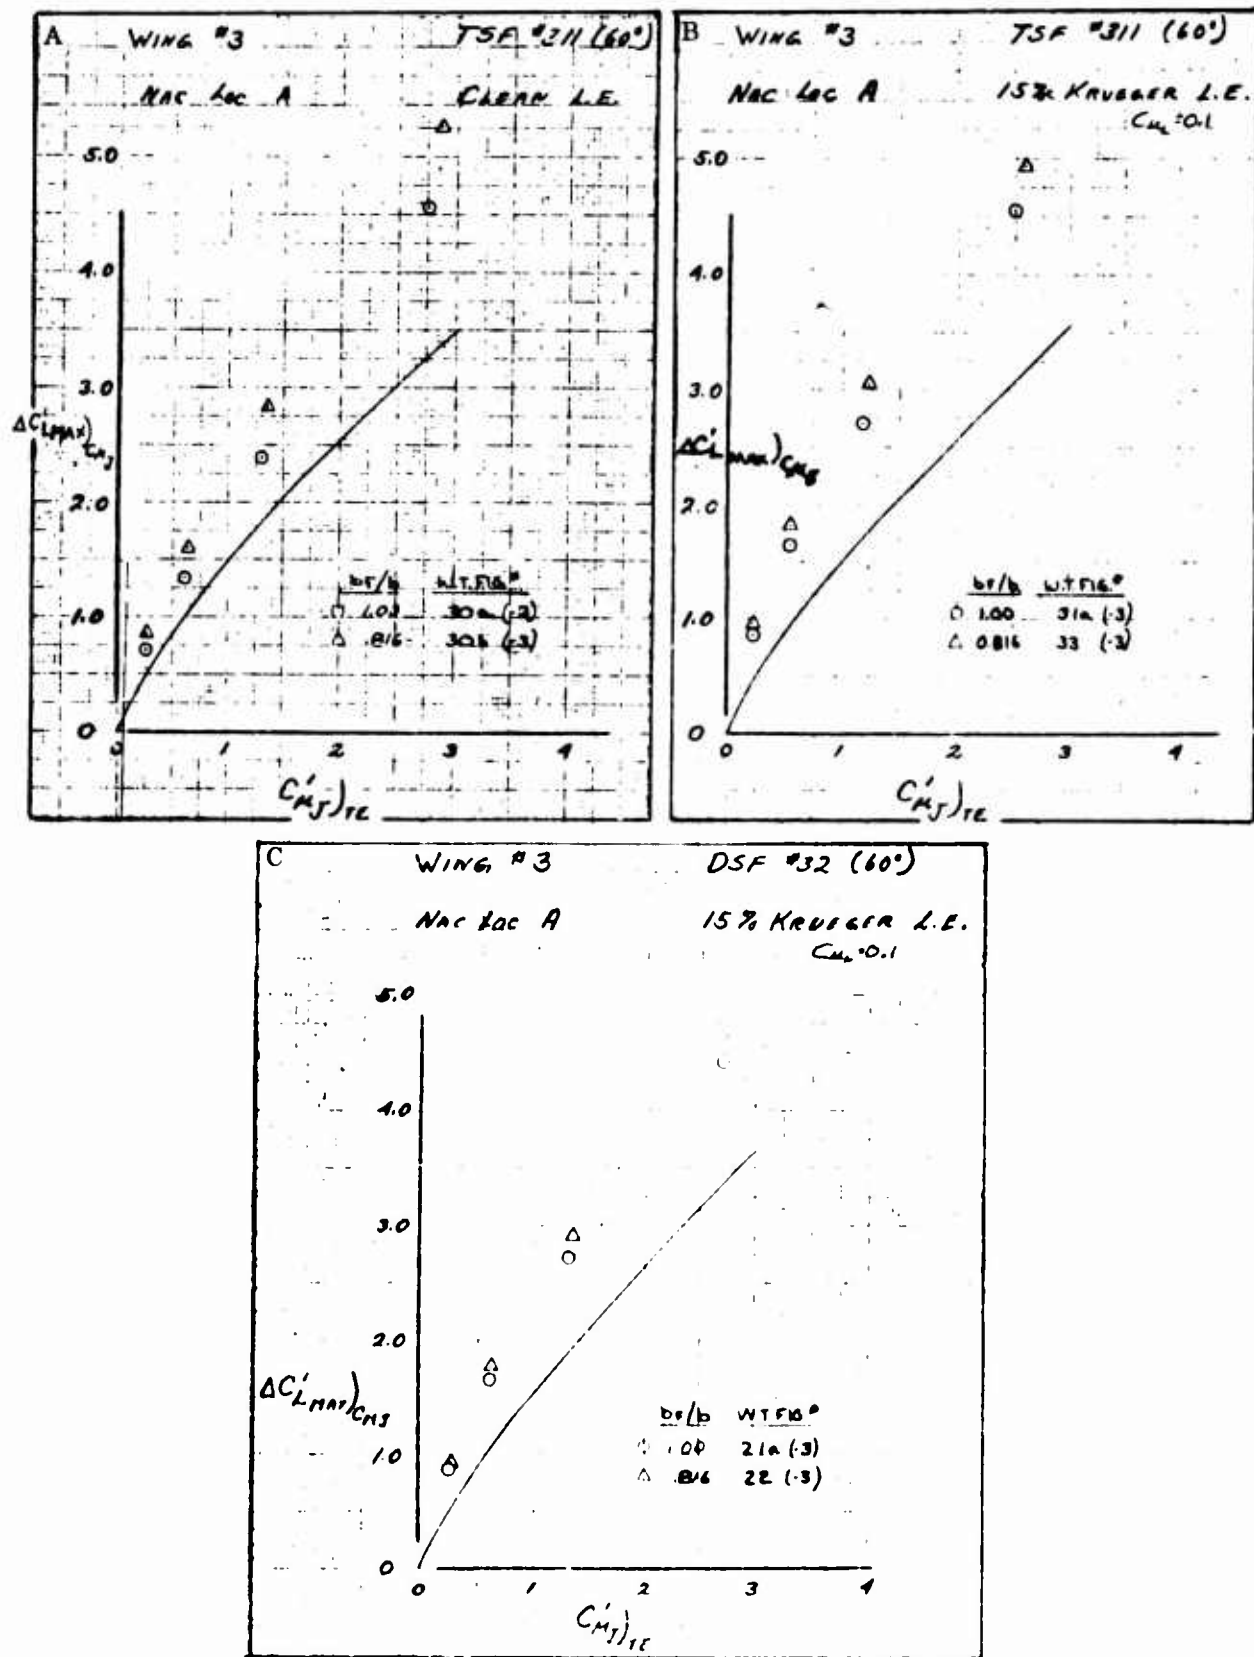 A WING #3 TSF #211 (60°)
NAC LOC A CLEAN L.E.
5.0
4.0
3.0
ΔC'LMAX)CμJ
2.0
1.0
0
bF/b W.T.FIG#
○ 1.00 30a (-2)
△ .816 30b (-3)
0 1 2 3 4
C'μJ)TE
B WING #3 TSF #311 (60°)
NAC LOC A 15% KRUEGER L.E.
CμL=0.1
5.0
4.0
3.0
ΔC'LMAX)CμJ
2.0
1.0
0
bF/b W.T.FIG#
○ 1.00 31a (-3)
△ 0.816 33 (-3)
0 1 2 3 4
C'μJ)TE
C WING #3 DSF #32 (60°)
NAC LOC A 15% KRUEGER L.E.
CμL=0.1
5.0
4.0
3.0
2.0
ΔC'LMAX)CμJ
1.0
0
bF/b W.T.FIG#
○ 1.00 21a (-3)
△ .816 22 (-3)
0 1 2 3 4
C'μJ)TE